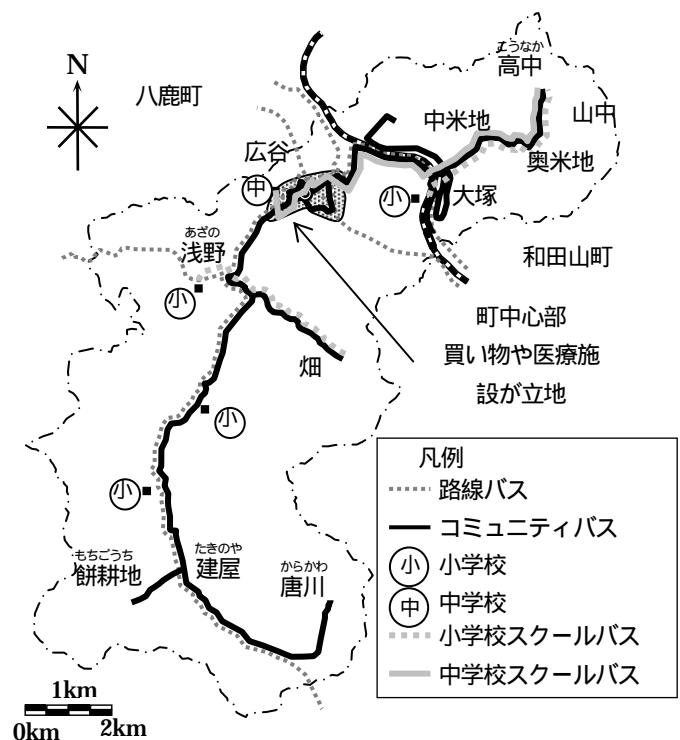 N
八鹿町
こうなか
高中
中米地
山中
奥米地
広谷
中
小
大塚
和田山町
あさの
浅野
小
町中心部
買い物や医療施
設が立地
畑
小
小
もちごうち
餅耕地
たきのや
建屋
からかわ
唐川
凡例
路線バス
コミュニティバス
小 小学校
中 中学校
小学校スクールバス
中学校スクールバス
1km
0km 2km